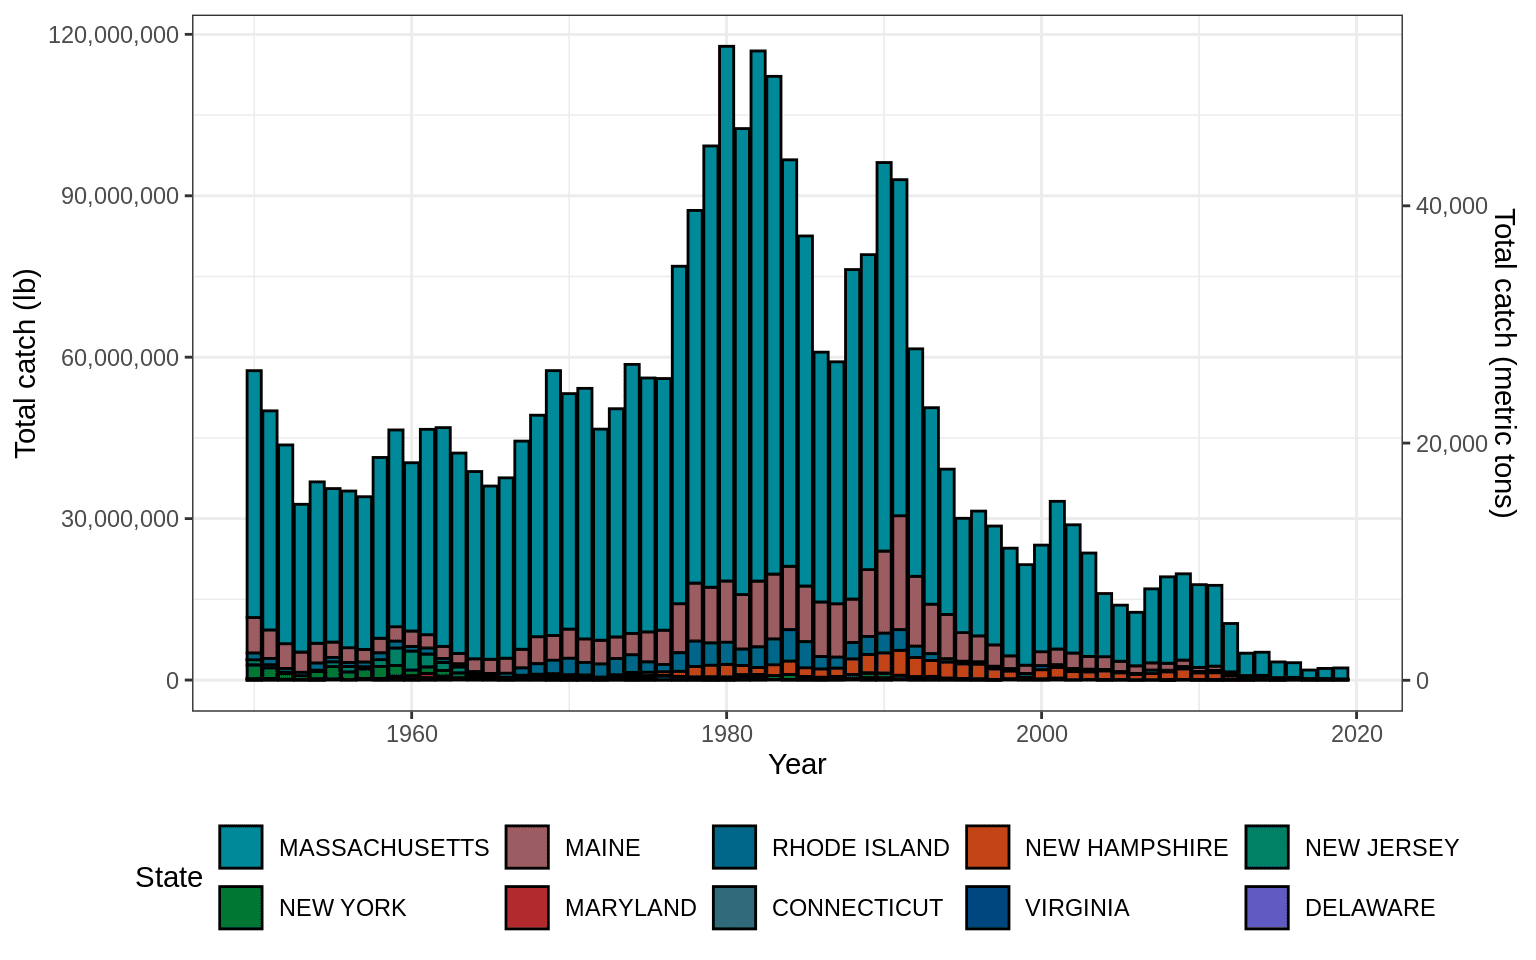 120,000,000
90,000,000
60,000,000
30,000,000
0
Total catch (lb)
40,000
20,000
0
Total catch (metric tons)
1960 1980 2000 2020
Year
State
MASSACHUSETTS MAINE RHODE ISLAND NEW HAMPSHIRE NEW JERSEY
NEW YORK MARYLAND CONNECTICUT VIRGINIA DELAWARE